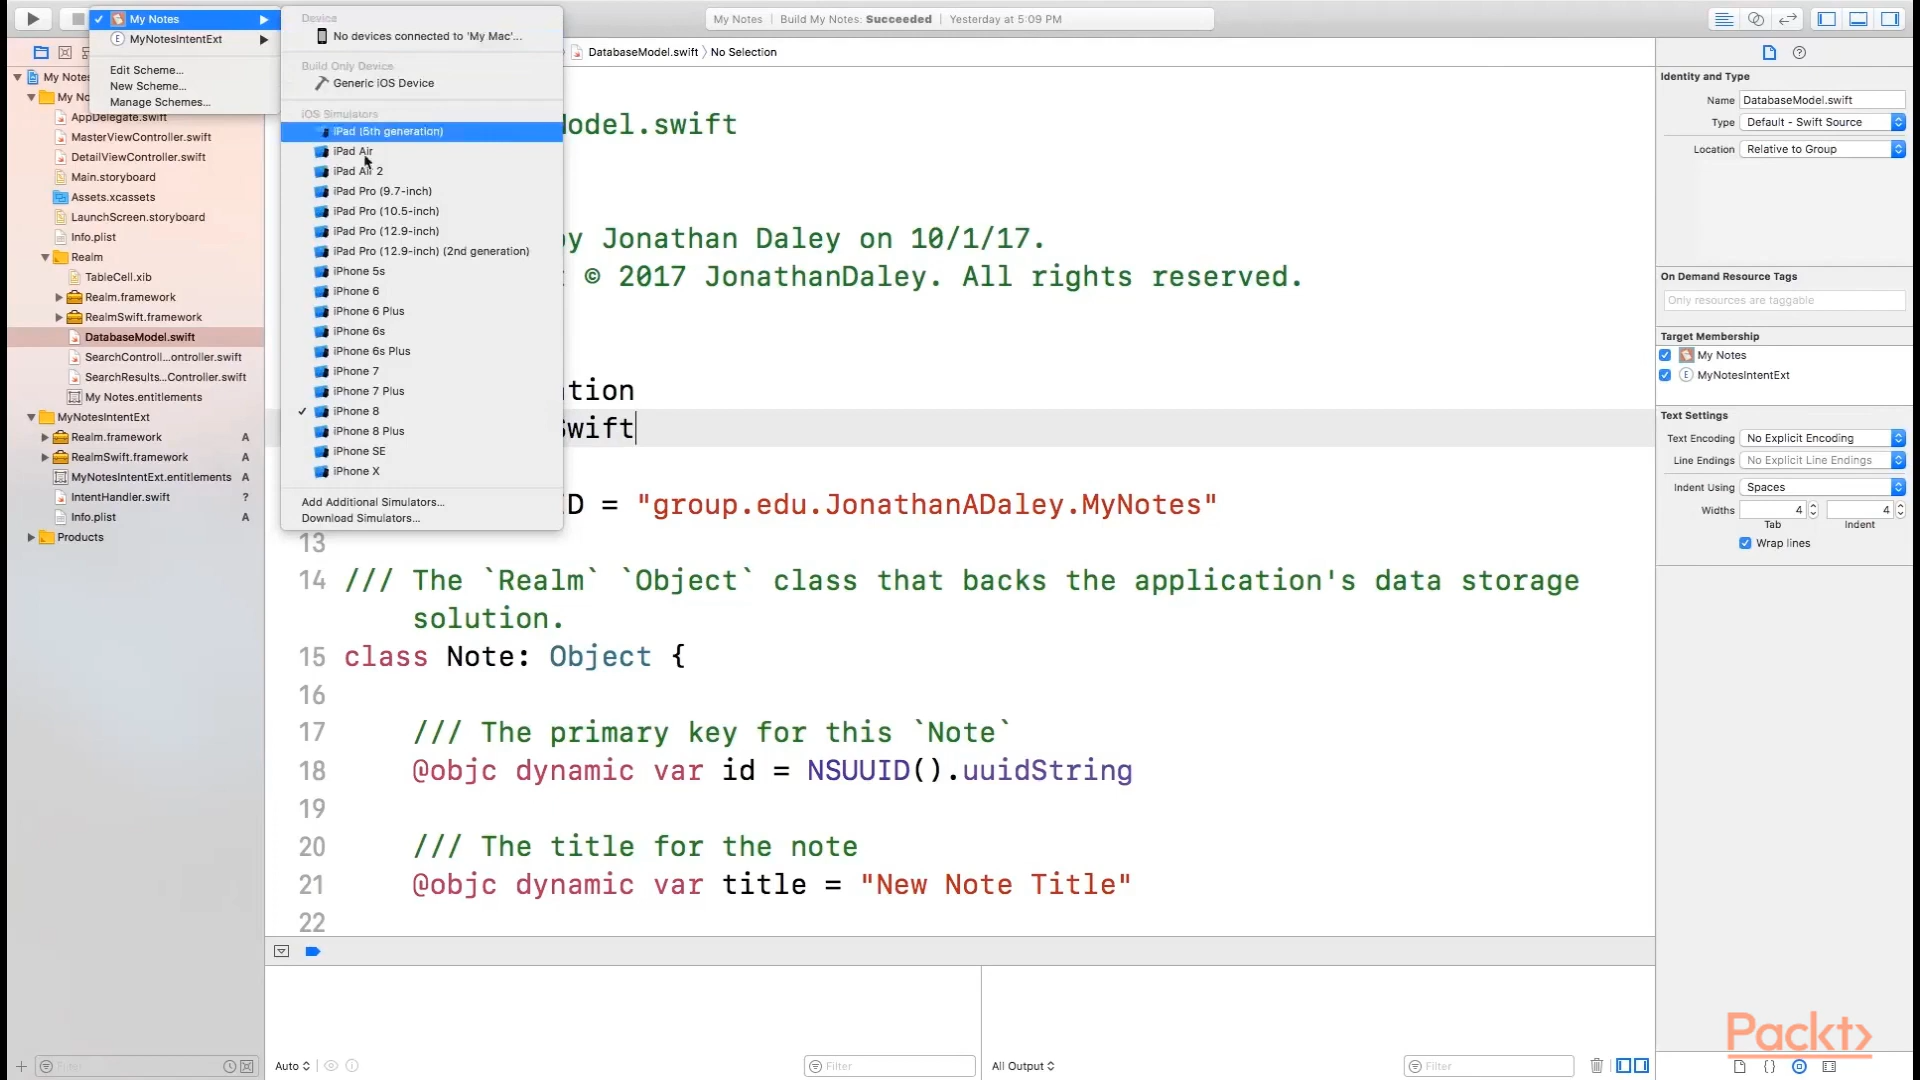 My Notes
MyNotesIntentExt
Edit Scheme...
New Scheme...
Manage Schemes...
Device
No devices connected to 'My Mac'...
Build Only Device
Generic iOS Device
iOS Simulators
iPad (5th generation)
iPad Air
iPad Air 2
iPad Pro (9.7-inch)
iPad Pro (10.5-inch)
iPad Pro (12.9-inch)
iPad Pro (12.9-inch) (2nd generation)
iPhone 5s
iPhone 6
iPhone 6 Plus
iPhone 6s
iPhone 6s Plus
iPhone 7
iPhone 7 Plus
iPhone 8
iPhone 8 Plus
iPhone SE
iPhone X
Add Additional Simulators...
Download Simulators...
My Notes | Build My Notes: Succeeded | Yesterday at 5:09 PM
DatabaseModel.swift 〉 No Selection
My Notes
My No
AppDelegate.swift
MasterViewController.swift
DetailViewController.swift
Main.storyboard
Assets.xcassets
LaunchScreen.storyboard
Info.plist
Realm
TableCell.xib
Realm.framework
RealmSwift.framework
DatabaseModel.swift
SearchControll...ontroller.swift
SearchResults...Controller.swift
My Notes.entitlements
MyNotesIntentExt
Realm.framework A
RealmSwift.framework A
MyNotesIntentExt.entitlements A
IntentHandler.swift ?
Info.plist A
Products
Filter
Model.swift
by Jonathan Daley on 10/1/17.
© 2017 JonathanDaley. All rights reserved.
tion
Swift
D = "group.edu.JonathanADaley.MyNotes"
13
14 /// The `Realm` `Object` class that backs the application's data storage
solution.
15 class Note: Object {
16
17 /// The primary key for this `Note`
18 @objc dynamic var id = NSUUID().uuidString
19
20 /// The title for the note
21 @objc dynamic var title = "New Note Title"
22
Auto
Filter
All Output
Filter
Identity and Type
Name DatabaseModel.swift
Type Default - Swift Source
Location Relative to Group
On Demand Resource Tags
Only resources are taggable
Target Membership
My Notes
E MyNotesIntentExt
Text Settings
Text Encoding No Explicit Encoding
Line Endings No Explicit Line Endings
Indent Using Spaces
Widths 4 4
Tab Indent
Wrap lines
Packt>